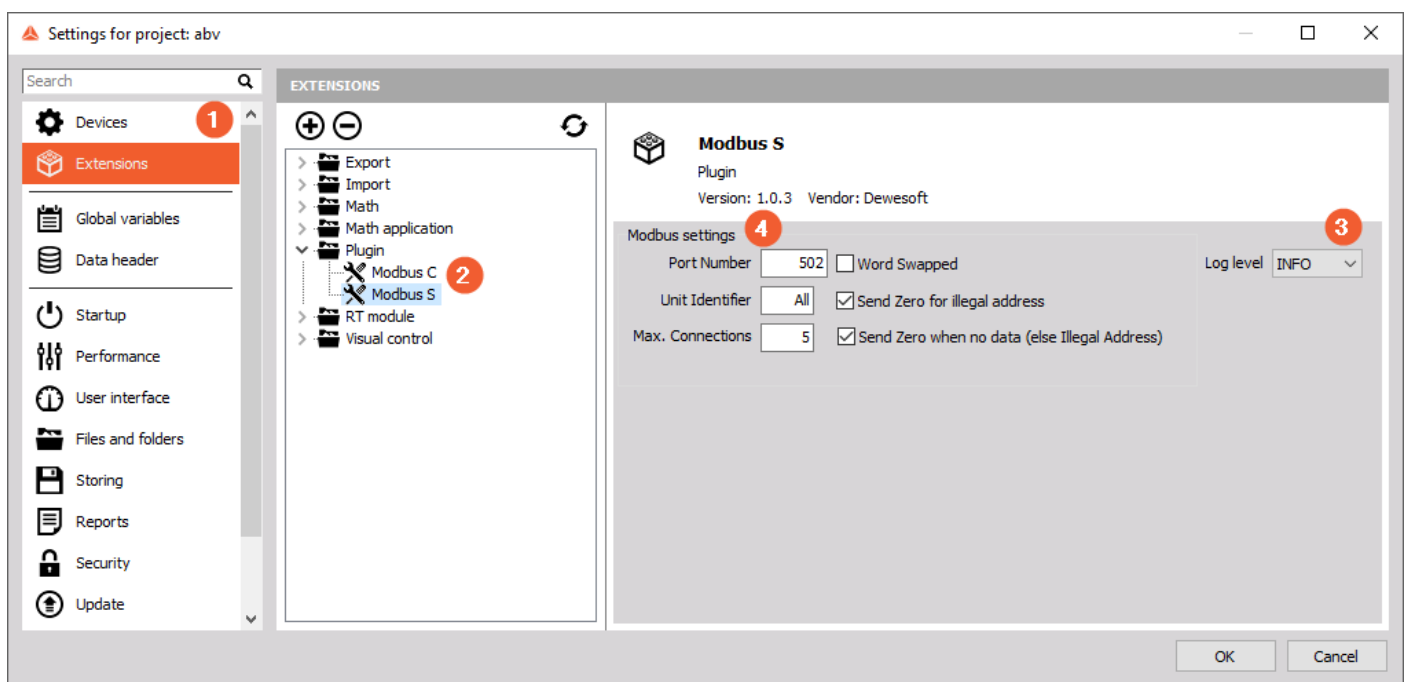 Settings for project: abv
Search
EXTENSIONS
Devices
1
Extensions
Global variables
Data header
Startup
Performance
User interface
Files and folders
Storing
Reports
Security
Update
Export
Import
Math
Math application
Plugin
Modbus C
2
Modbus S
RT module
Visual control
Modbus S
Plugin
Version: 1.0.3 Vendor: Dewesoft
Modbus settings
4
3
Port Number 502 Word Swapped
Log level INFO
Unit Identifier All Send Zero for illegal address
Max. Connections 5 Send Zero when no data (else Illegal Address)
OK
Cancel